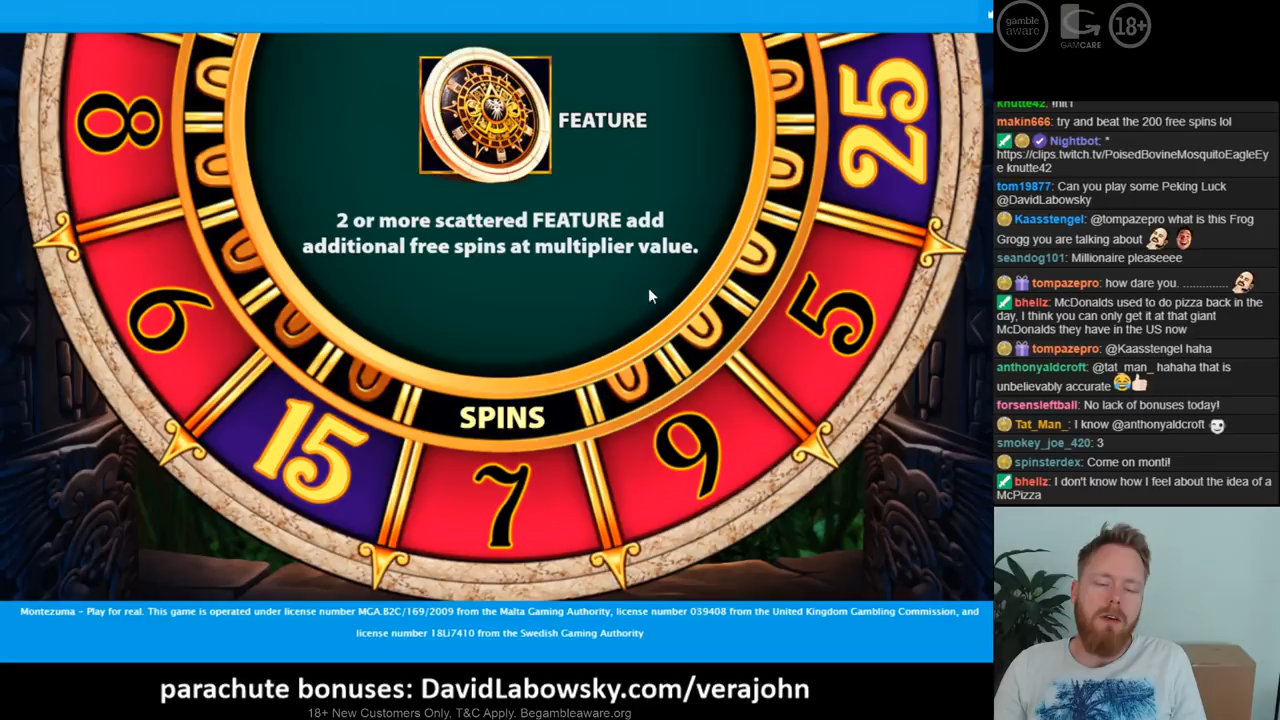 8
25
FEATURE
2 or more scattered FEATURE add
additional free spins at multiplier value.
6
5
SPINS
15
7
9
Montezuma - Play for real. This game is operated under license number MGA.B2C/169/2009 from the Malta Gaming Authority, license number 039408 from the United Kingdom Gambling Commission, and
license number 18Li7410 from the Swedish Gaming Authority
parachute bonuses: DavidLabowsky.com/verajohn
18+ New Customers Only, T&C Apply. Begambleaware.org
gamble
aware
GAMCARE
18+
knutte42:
makin666: try and beat the 200 free spins lol
Nightbot: *
https://clips.twitch.tv/PoisedBovineMosquitoEagleEy
e knutte42
tom19877: Can you play some Peking Luck
@DavidLabowsky
Kaasstengel: @tompazepro what is this Frog
Grogg you are talking about
seandog101: Millionaire pleaseeee
tompazepro: how dare you. ..............
bhellz: McDonalds used to do pizza back in the
day, I think you can only get it at that giant
McDonalds they have in the US now
tompazepro: @Kaasstengel haha
anthonyaldcroft: @tat_man_ hahaha that is
unbelievably accurate
forsensleftball: No lack of bonuses today!
Tat_Man_: I know @anthonyaldcroft
smokey_joe_420: 3
spinsterdex: Come on monti!
bhellz: I don't know how I feel about the idea of a
McPizza